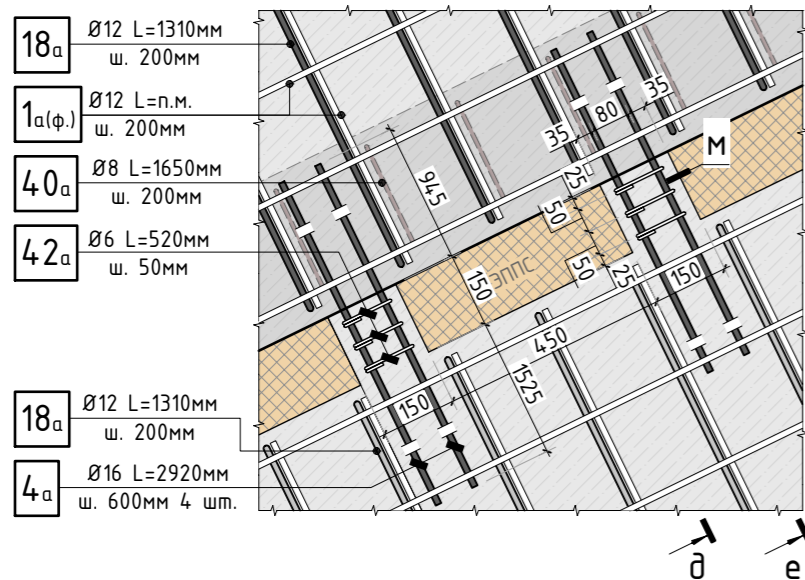 18а
Ø12 L=1310мм
ш. 200мм
1а(ф.)
Ø12 L=п.м.
ш. 200мм
40а
Ø8 L=1650мм
ш. 200мм
42а
Ø6 L=520мм
ш. 50мм
18а
Ø12 L=1310мм
ш. 200мм
4а
Ø16 L=2920мм
ш. 600мм 4 шт.
35
80
35
М
945
25
50
ЭППС
50
25
150
150
450
1525
150
д
е